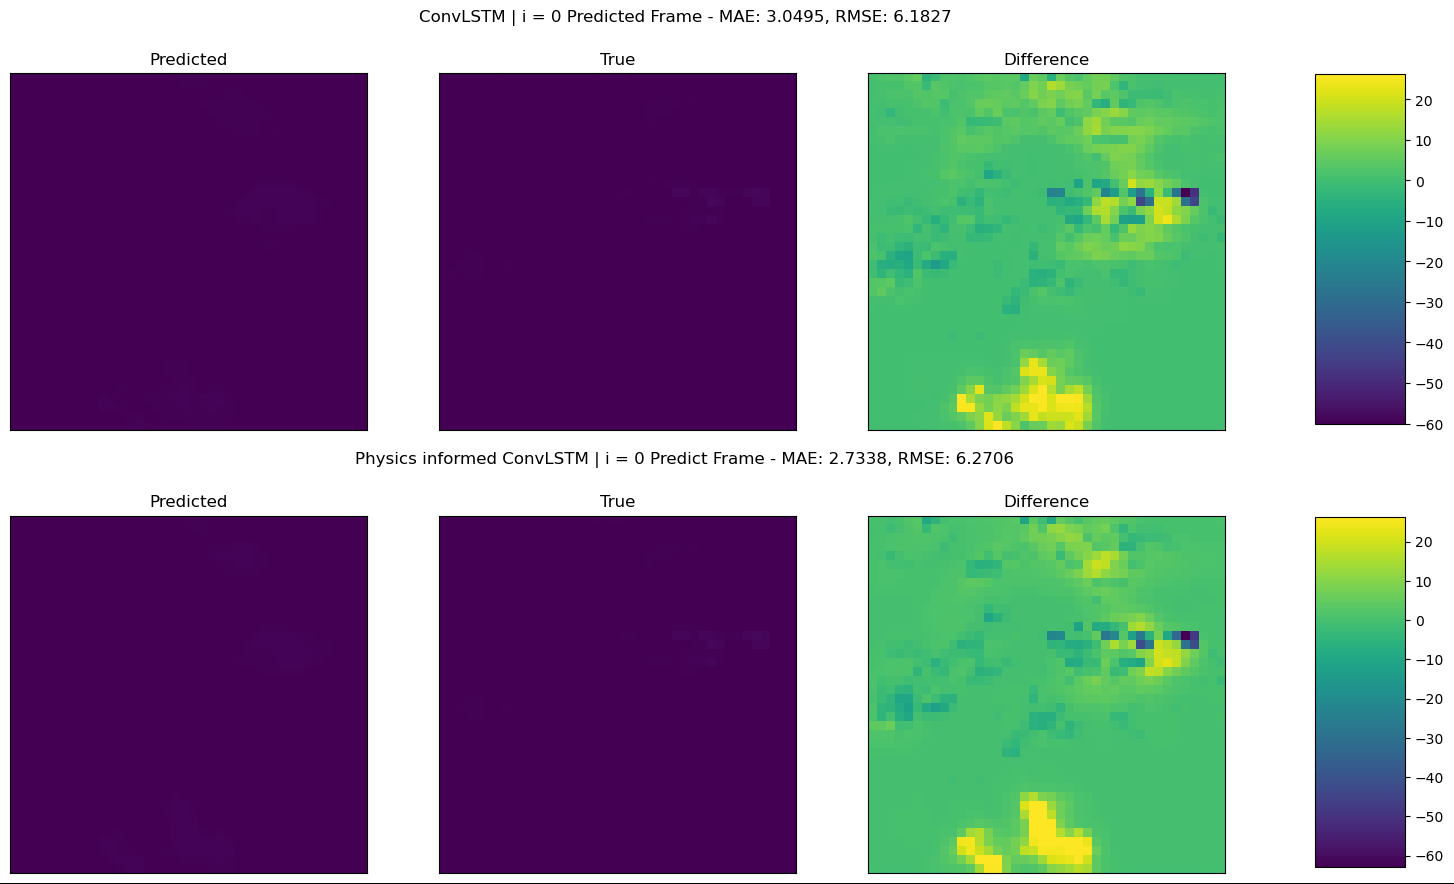 ConvLSTM | i = 0 Predicted Frame - MAE: 3.0495, RMSE: 6.1827
Predicted
True
Difference
20
10
0
−10
−20
−30
−40
−50
−60
Physics informed ConvLSTM | i = 0 Predict Frame - MAE: 2.7338, RMSE: 6.2706
Predicted
True
Difference
20
10
0
−10
−20
−30
−40
−50
−60